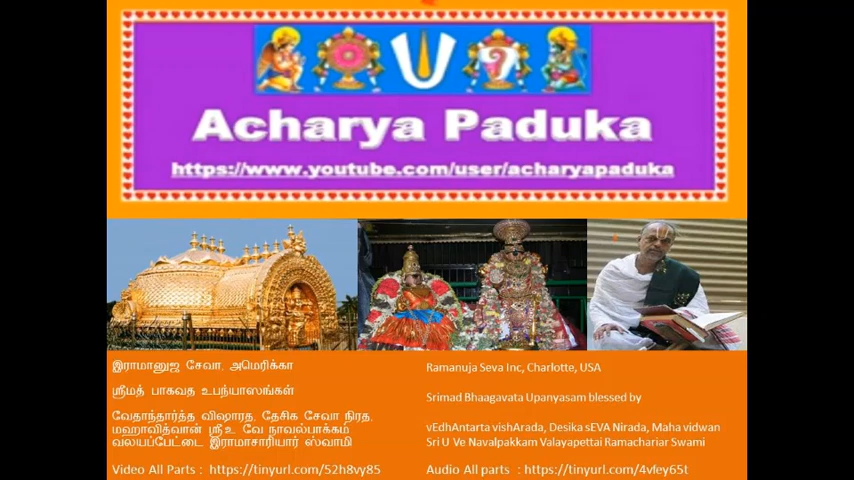 Acharya Paduka
https://www.youtube.com/user/acharyapaduka
இராமானுஜ சேவா, அமெரிக்கா
ஸ்ரீமத் பாகவத உபந்யாஸங்கள்
வேதாந்தார்த்த விஷாரத, தேசிக சேவா நிரத,
மஹாவித்வான் ஸ்ரீ உ வே நாவல்பாக்கம்
வலயப்பேட்டை இராமாசாரியார் ஸ்வாமி
Video All Parts : https://tinyurl.com/52h8vy85
Ramanuja Seva Inc, Charlotte, USA
Srimad Bhaagavata Upanyasam blessed by
vEdhAntarta vishArada, Desika sEVA Nirada, Maha vidwan
Sri U Ve Navalpakkam Valayapettai Ramachariar Swami
Audio All parts : https://tinyurl.com/4vfey65t